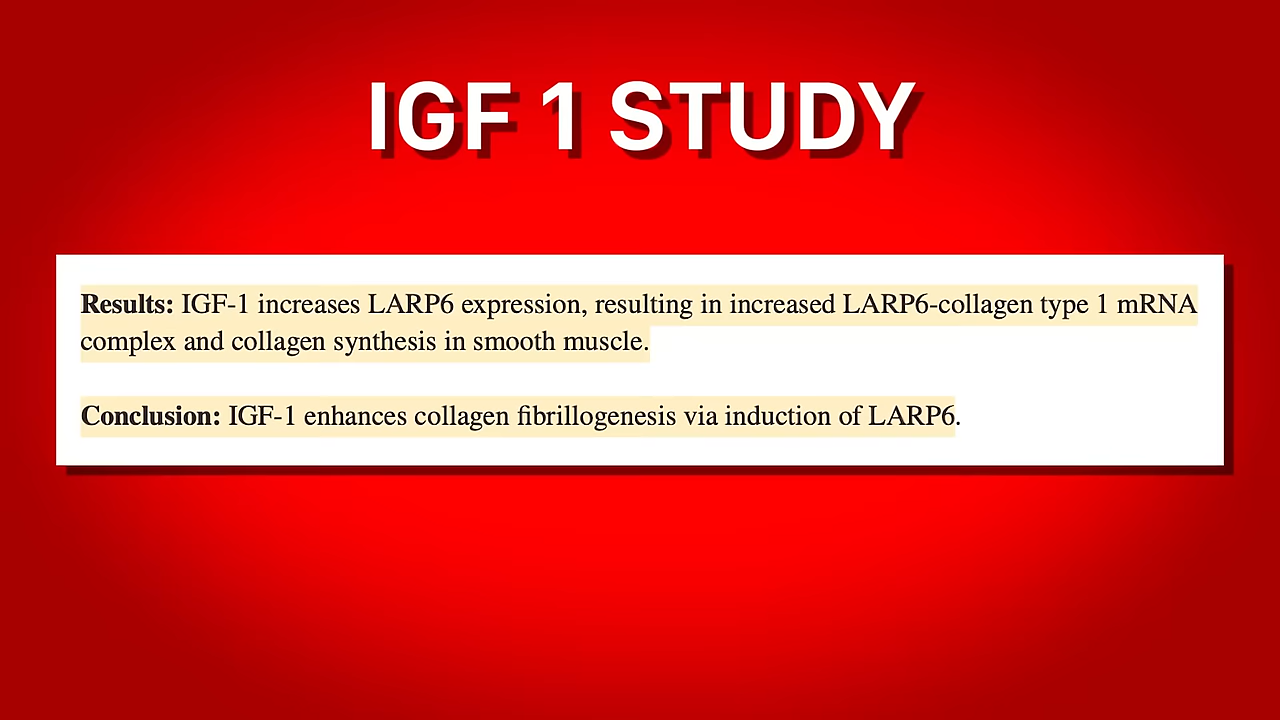 IGF 1 STUDY
Results: IGF-1 increases LARP6 expression, resulting in increased LARP6-collagen type 1 mRNA
complex and collagen synthesis in smooth muscle.
Conclusion: IGF-1 enhances collagen fibrillogenesis via induction of LARP6.